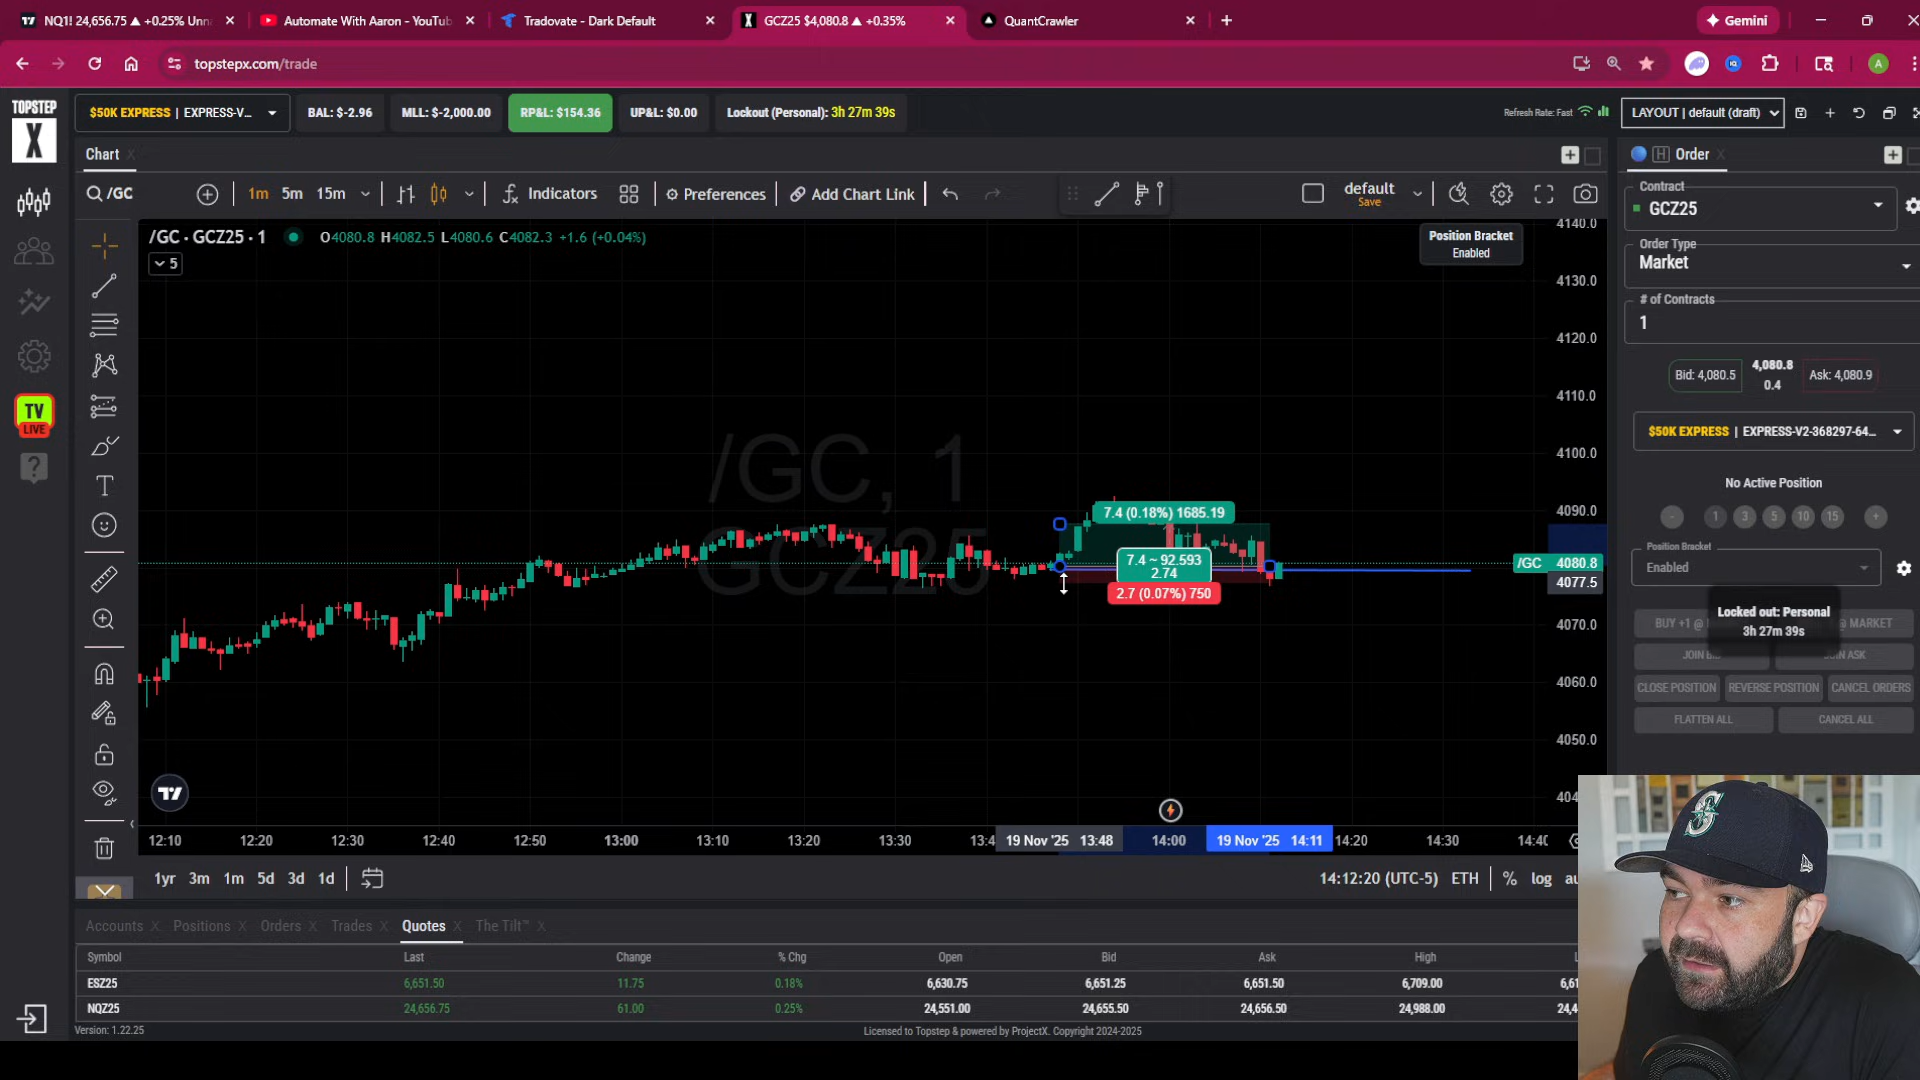 NQ1! 24,656.75 ▲ +0.25% Unna
Automate With Aaron - YouTub
Tradovate - Dark Default
GCZ25 $4,080.8 ▲ +0.35%
QuantCrawler
Gemini
topstepx.com/trade
A
TOPSTEP
X
$50K EXPRESS | EXPRESS-V...
BAL: $-2.96
MLL: $-2,000.00
RP&L: $154.36
UP&L: $0.00
Lockout (Personal): 3h 27m 39s
Refresh Rate: Fast
LAYOUT | default (draft)
Chart
Order
/GC
1m
5m
15m
Indicators
Preferences
Add Chart Link
default
Save
Contract
GCZ25
Order Type
Market
# of Contracts
1
/GC · GCZ25 · 1
O4080.8 H4082.5 L4080.6 C4082.3 +1.6 (+0.04%)
5
Position Bracket
Enabled
4140.0
4130.0
4120.0
4110.0
4100.0
4090.0
/GC 4080.8
4077.5
4070.0
4060.0
4050.0
/GC, 1
GCZ25
7.4 (0.18%) 1685.19
7.4 ~ 92.593
2.74
2.7 (0.07%) 750
Bid: 4,080.5
4,080.8
0.4
Ask: 4,080.9
$50K EXPRESS | EXPRESS-V2-368297-64...
No Active Position
- 1 3 5 10 15 +
Position Bracket
Enabled
Locked out: Personal
3h 27m 39s
BUY +1 @
@ MARKET
JOIN ASK
CLOSE POSITION
REVERSE POSITION
CANCEL ORDERS
FLATTEN ALL
CANCEL ALL
TV
LIVE
12:10 12:20 12:30 12:40 12:50 13:00 13:10 13:20 13:30 13:4 19 Nov '25 13:48 14:00 19 Nov '25 14:11 14:20 14:30 14:40
1yr 3m 1m 5d 3d 1d
14:12:20 (UTC-5) ETH % log au
Accounts
Positions
Orders
Trades
Quotes
The Tilt™
Symbol Last Change % Chg Open Bid Ask High L
ESZ25 6,651.50 11.75 0.18% 6,630.75 6,651.25 6,651.50 6,709.00 6,61
NQZ25 24,656.75 61.00 0.25% 24,551.00 24,655.50 24,656.50 24,988.00 24,4
Version: 1.22.25
Licensed to Topstep & powered by ProjectX. Copyright 2024-2025